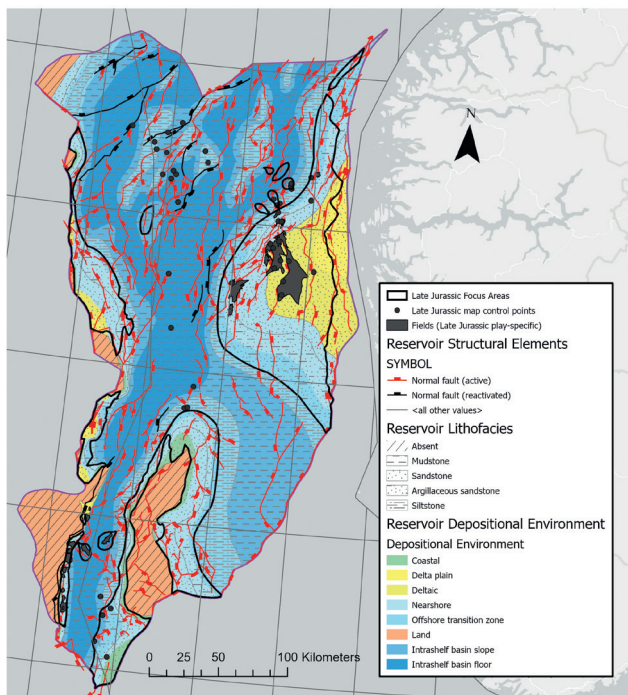 N
Late Jurassic Focus Areas
Late Jurassic map control points
Fields (Late Jurassic play-specific)
Reservoir Structural Elements
SYMBOL
Normal fault (active)
Normal fault (reactivated)
<all other values>
Reservoir Lithofacies
Absent
Mudstone
Sandstone
Argillaceous sandstone
Siltstone
Reservoir Depositional Environment
Depositional Environment
Coastal
Delta plain
Deltaic
Nearshore
Offshore transition zone
Land
Intrashelf basin slope
Intrashelf basin floor
0 25 50 100 Kilometers